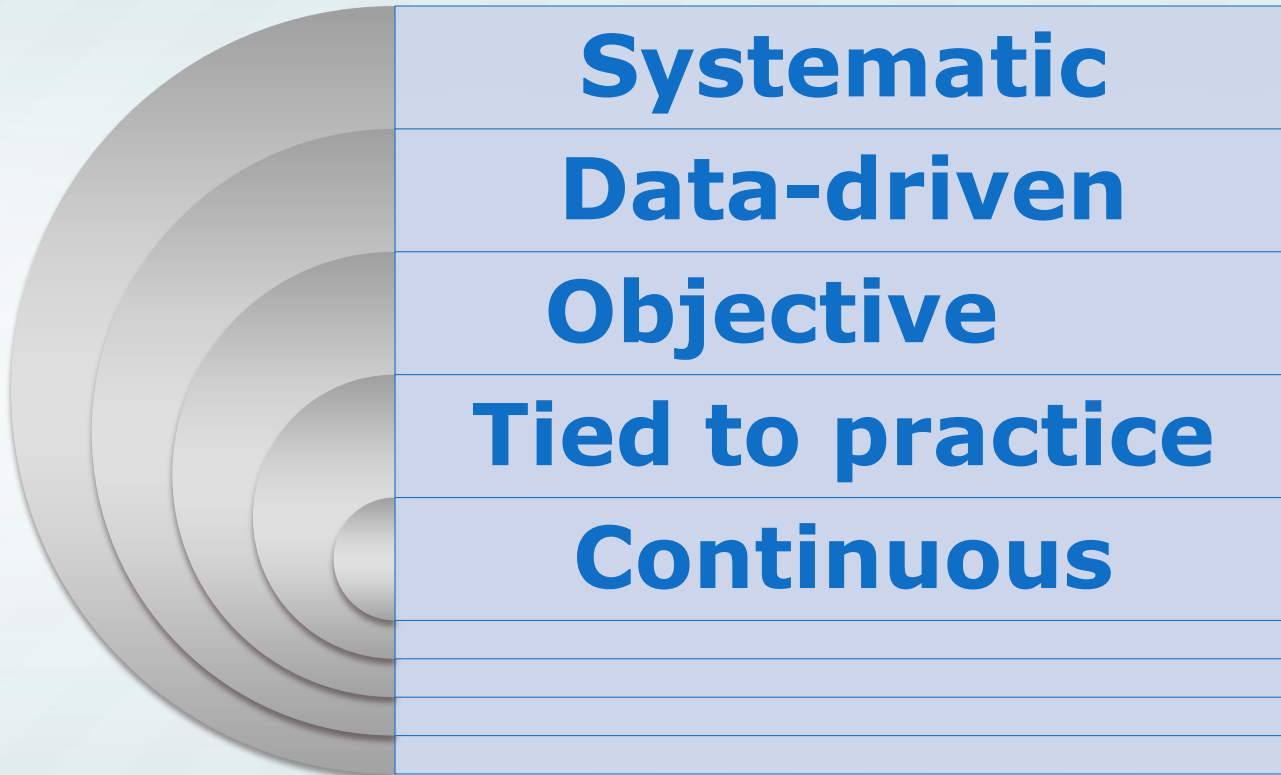 Systematic
Data-driven
Objective
Tied to practice
Continuous